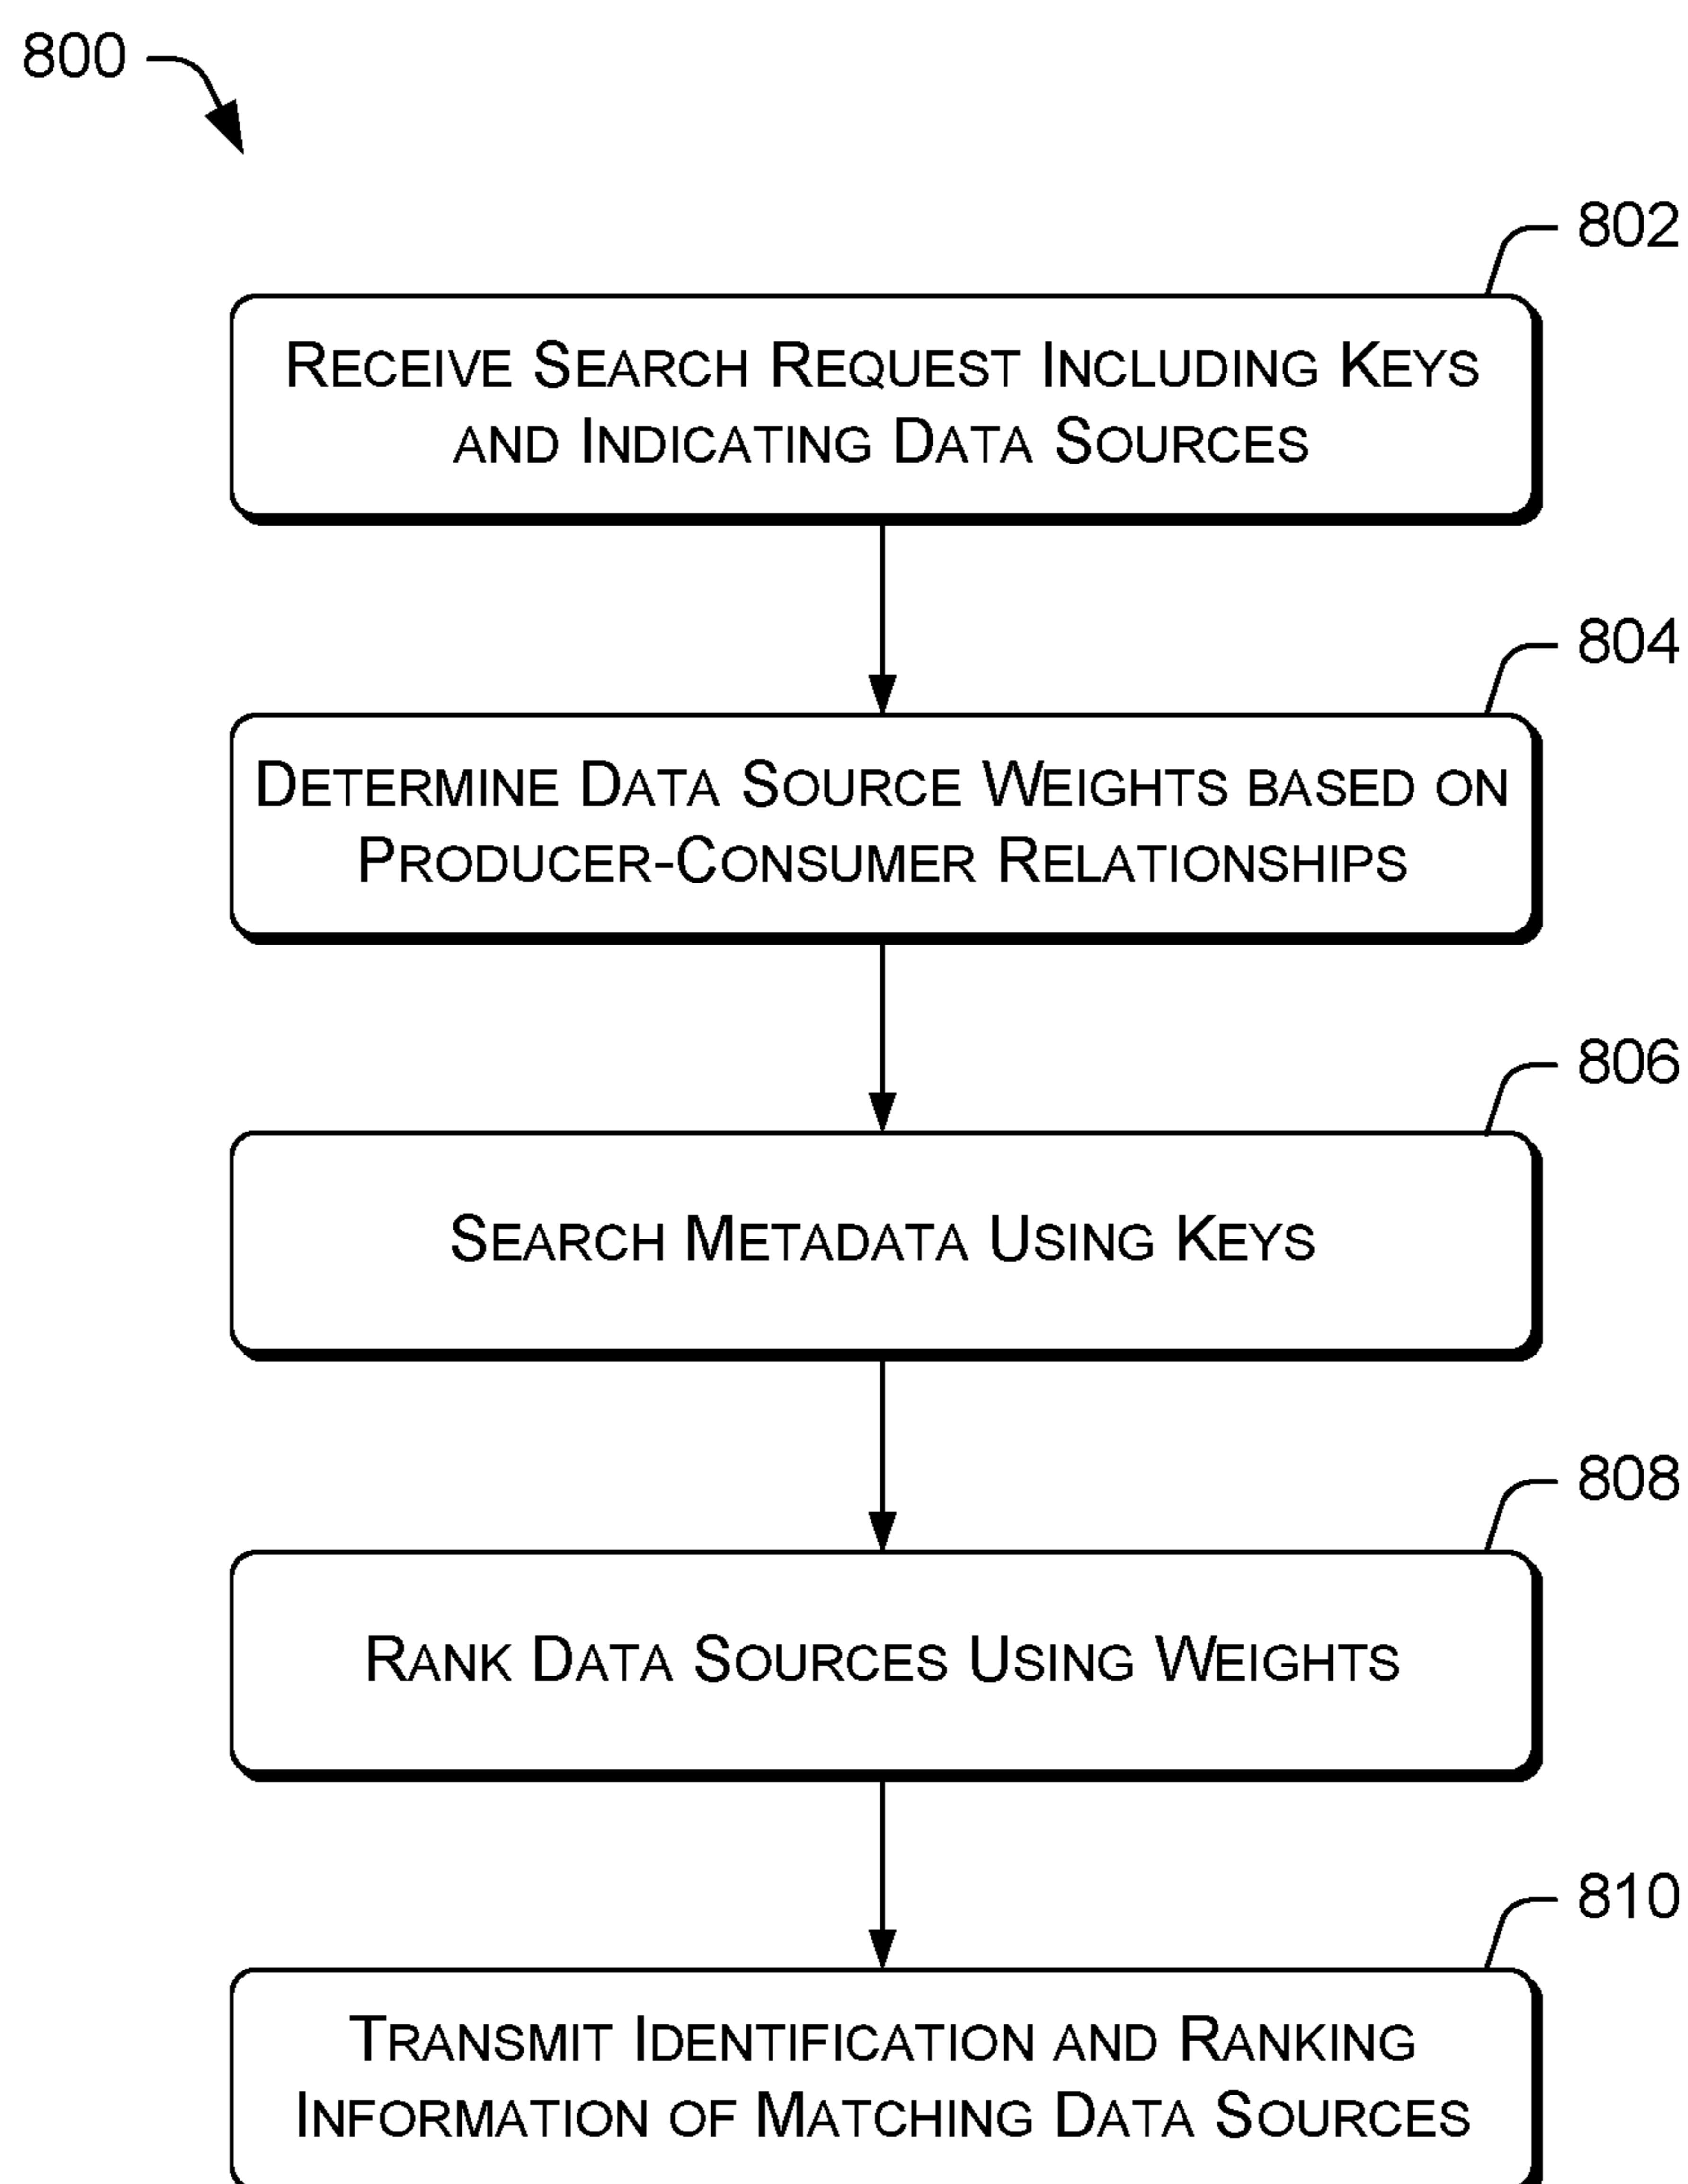 800
802
RECEIVE SEARCH REQUEST INCLUDING KEYS
AND INDICATING DATA SOURCES
804
DETERMINE DATA SOURCE WEIGHTS BASED ON
PRODUCER-CONSUMER RELATIONSHIPS
806
SEARCH METADATA USING KEYS
808
RANK DATA SOURCES USING WEIGHTS
810
TRANSMIT IDENTIFICATION AND RANKING
INFORMATION OF MATCHING DATA SOURCES